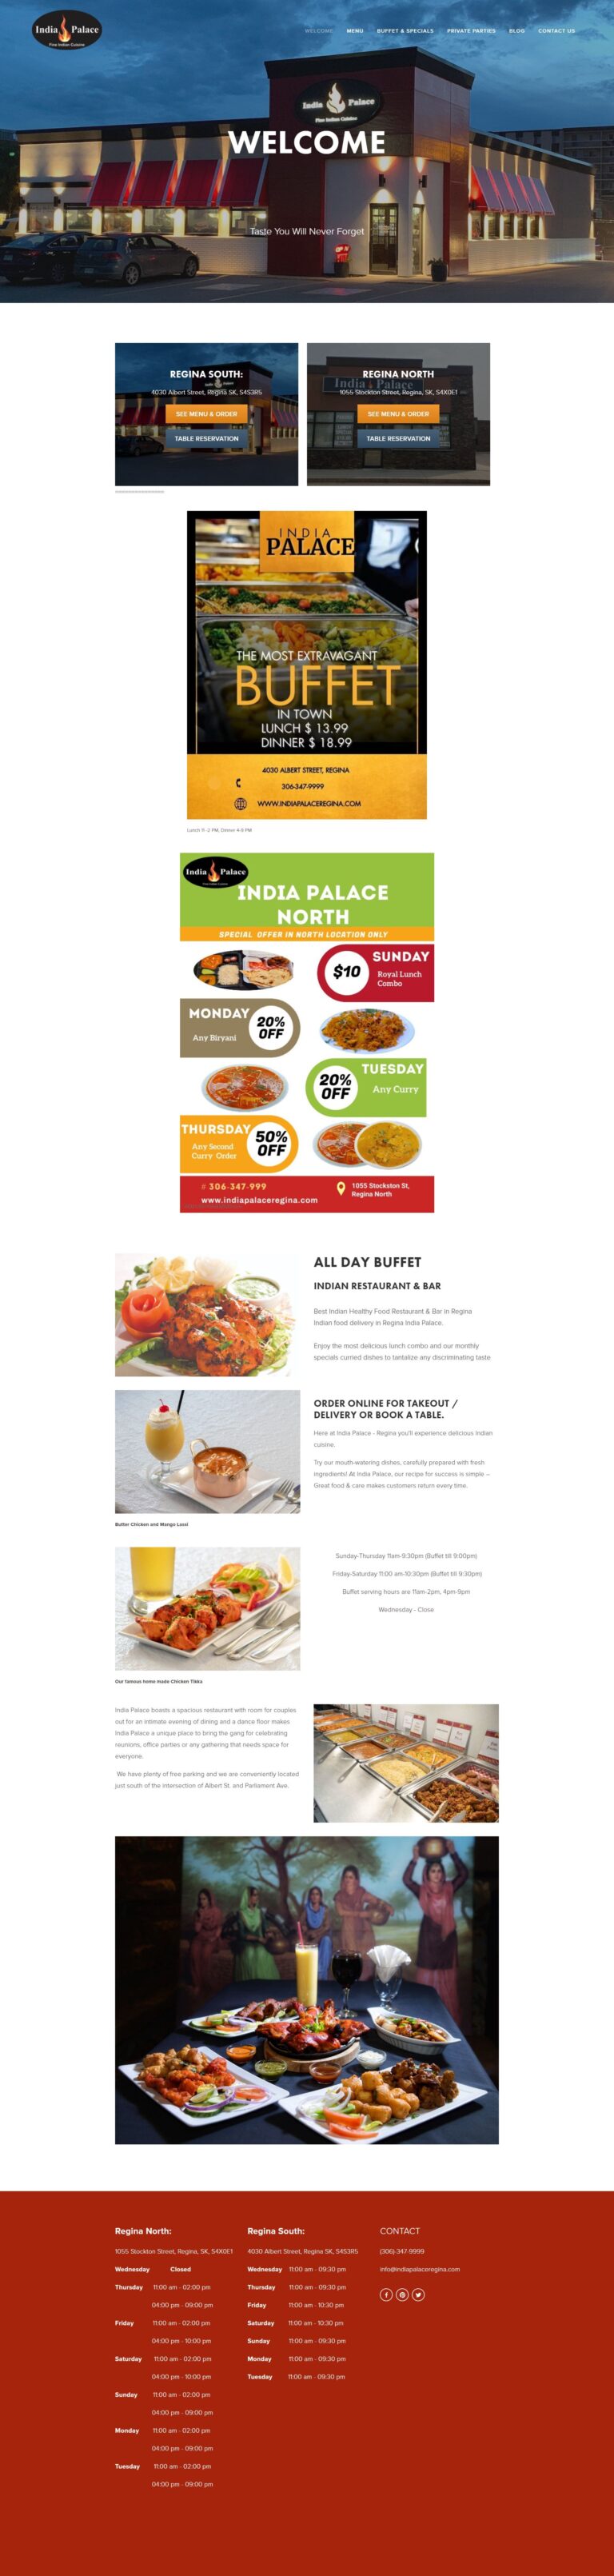 India Palace
Fine Indian Cuisine
WELCOME
MENU
BUFFET & SPECIALS
PRIVATE PARTIES
BLOG
CONTACT US
India Palace
Fine Indian Cuisine
WELCOME
Taste You Will Never Forget
REGINA SOUTH:
4030 Albert Street, Regina SK, S4S3R5
SEE MENU & ORDER
TABLE RESERVATION
REGINA NORTH
India Palace
1055 Stockton Street, Regina, SK, S4X0E1
SEE MENU & ORDER
TABLE RESERVATION
INDIA
PALACE
THE MOST EXTRAVAGANT
BUFFET
IN TOWN
LUNCH $ 13.99
DINNER $ 18.99
4030 ALBERT STREET, REGINA
306-347-9999
WWW.INDIAPALACEREGINA.COM
Lunch 11 -2 PM, Dinner 4-9 PM
India Palace
INDIA PALACE
NORTH
SPECIAL OFFER IN NORTH LOCATION ONLY
SUNDAY
$10
Royal Lunch
Combo
MONDAY
20%
OFF
Any Biryani
TUESDAY
20%
OFF
Any Curry
THURSDAY
50%
OFF
Any Second
Curry Order
# 306-347-999
www.indiapalaceregina.com
1055 Stockston St,
Regina North
ALL DAY BUFFET
INDIAN RESTAURANT & BAR
Best Indian Healthy Food Restaurant & Bar in Regina
Indian food delivery in Regina India Palace.
Enjoy the most delicious lunch combo and our monthly
specials curried dishes to tantalize any discriminating taste
ORDER ONLINE FOR TAKEOUT /
DELIVERY OR BOOK A TABLE.
Here at India Palace - Regina you'll experience delicious Indian
cuisine.
Try our mouth-watering dishes, carefully prepared with fresh
ingredients! At India Palace, our recipe for success is simple –
Great food & care makes customers return every time.
Butter Chicken and Mango Lassi
Sunday-Thursday 11am-9:30pm (Buffet till 9:00pm)
Friday-Saturday 11:00 am-10:30pm (Buffet till 9:30pm)
Buffet serving hours are 11am-2pm, 4pm-9pm
Wednesday - Close
Our famous home made Chicken Tikka
India Palace boasts a spacious restaurant with room for couples
out for an intimate evening of dining and a dance floor makes
India Palace a unique place to bring the gang for celebrating
reunions, office parties or any gathering that needs space for
everyone.
We have plenty of free parking and we are conveniently located
just south of the intersection of Albert St. and Parliament Ave.
Regina North:
1055 Stockton Street, Regina, SK, S4X0E1
Wednesday Closed
Thursday 11:00 am - 02:00 pm
04:00 pm - 09:00 pm
Friday 11:00 am - 02:00 pm
04:00 pm - 10:00 pm
Saturday 11:00 am - 02:00 pm
04:00 pm - 10:00 pm
Sunday 11:00 am - 02:00 pm
04:00 pm - 09:00 pm
Monday 11:00 am - 02:00 pm
04:00 pm - 09:00 pm
Tuesday 11:00 am - 02:00 pm
04:00 pm - 09:00 pm
Regina South:
4030 Albert Street, Regina SK, S4S3R5
Wednesday 11:00 am - 09:30 pm
Thursday 11:00 am - 09:30 pm
Friday 11:00 am - 10:30 pm
Saturday 11:00 am - 10:30 pm
Sunday 11:00 am - 09:30 pm
Monday 11:00 am - 09:30 pm
Tuesday 11:00 am - 09:30 pm
CONTACT
(306)-347-9999
info@indiapalaceregina.com